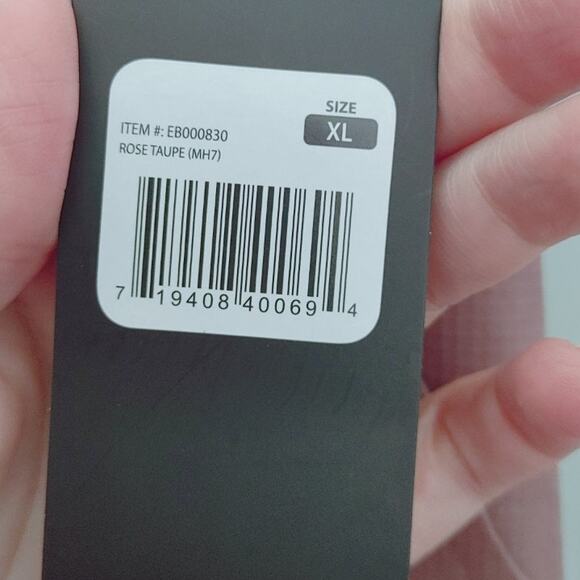 SIZE
XL
ITEM #: EB000830
ROSE TAUPE (MH7)
7 19408 40069 4